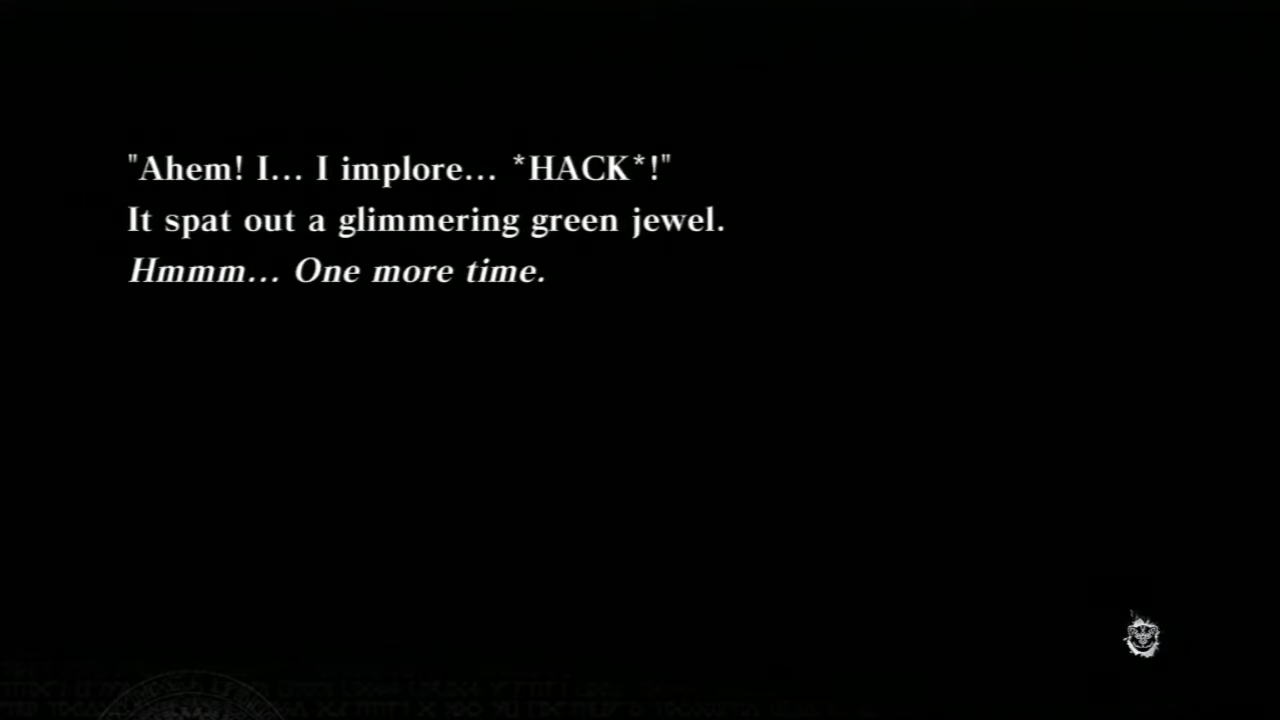 "Ahem! I... I implore... *HACK*!"
It spat out a glimmering green jewel.
Hmmm... One more time.